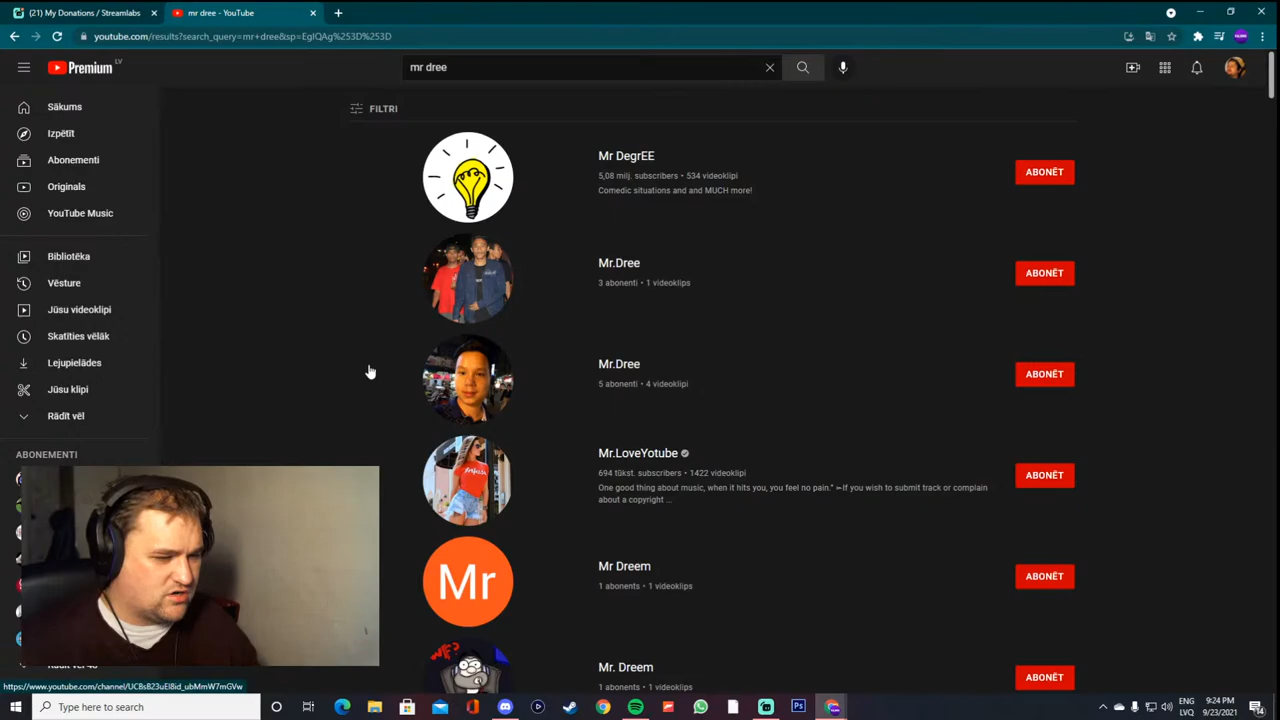 (21) My Donations / Streamlabs
mr dree - YouTube
youtube.com/results?search_query=mr+dree&sp=EgIQAg%253D%253D
Premium LV
mr dree
Sākums
Izpētīt
Abonementi
Originals
YouTube Music
Bibliotēka
Vēsture
Jūsu videoklipi
Skatīties vēlāk
Lejupielādes
Jūsu klipi
Rādīt vēl
ABONEMENTI
FILTRI
Mr DegrEE
5,08 milj. subscribers • 534 videoklipi
Comedic situations and and MUCH more!
ABONĒT
Mr.Dree
3 abonenti • 1 videoklips
ABONĒT
Mr.Dree
5 abonenti • 4 videoklipi
ABONĒT
Mr.LoveYotube
694 tūkst. subscribers • 1422 videoklipi
One good thing about music, when it hits you, you feel no pain." ➨If you wish to submit track or complain
about a copyright ...
ABONĒT
Mr
Mr Dreem
1 abonents • 1 videoklips
ABONĒT
Mr. Dreem
1 abonents • 1 videoklips
ABONĒT
https://www.youtube.com/channel/UCBsB23uEl8id_ubMmW7mGVw
Type here to search
ENG
LVQ
9:24 PM
9/23/2021
14